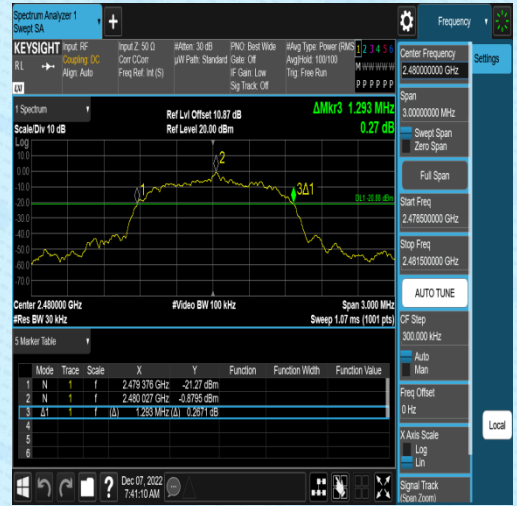 Spectrum Analyzer 1
Swept SA
+
Frequency
KEYSIGHT
Input: RF
Input Z: 50 Ω
#Atten: 30 dB
PNO: Best Wide
#Avg Type: Power (RMS
1 2 3 4 5 6
RL
Coupling: DC
Corr CCorr
µW Path: Standard
Gate: Off
Avg|Hold: 100/100
M W W W W W
Align: Auto
Freq Ref: Int (S)
IF Gain: Low
Trig: Free Run
Sig Track: Off
P P P P P P
Center Frequency
2.480000000 GHz
Settings
Span
3.00000000 MHz
Swept Span
Zero Span
Full Span
Start Freq
2.478500000 GHz
Stop Freq
2.481500000 GHz
AUTO TUNE
CF Step
300.000 kHz
Auto
Man
Freq Offset
0 Hz
X Axis Scale
Log
Lin
Signal Track
(Span Zoom)
Local
1 Spectrum
Ref Lvl Offset 10.87 dB
ΔMkr3 1.293 MHz
Scale/Div 10 dB
Ref Level 20.00 dBm
0.27 dB
Log
10.0
0.00
-10.0
-20.0
-30.0
-40.0
-50.0
-60.0
-70.0
1
2
3Δ1
DL1 -20.88 dBm
Center 2.480000 GHz
#Video BW 100 kHz
Span 3.000 MHz
#Res BW 30 kHz
Sweep 1.07 ms (1001 pts)
5 Marker Table
Mode Trace Scale X Y Function Function Width Function Value
1 N 1 f 2.479 376 GHz -21.27 dBm
2 N 1 f 2.480 027 GHz -0.8795 dBm
3 Δ1 1 f (Δ) 1.293 MHz (Δ) 0.2671 dB
4
5
6
?
Dec 07, 2022
7:41:10 AM